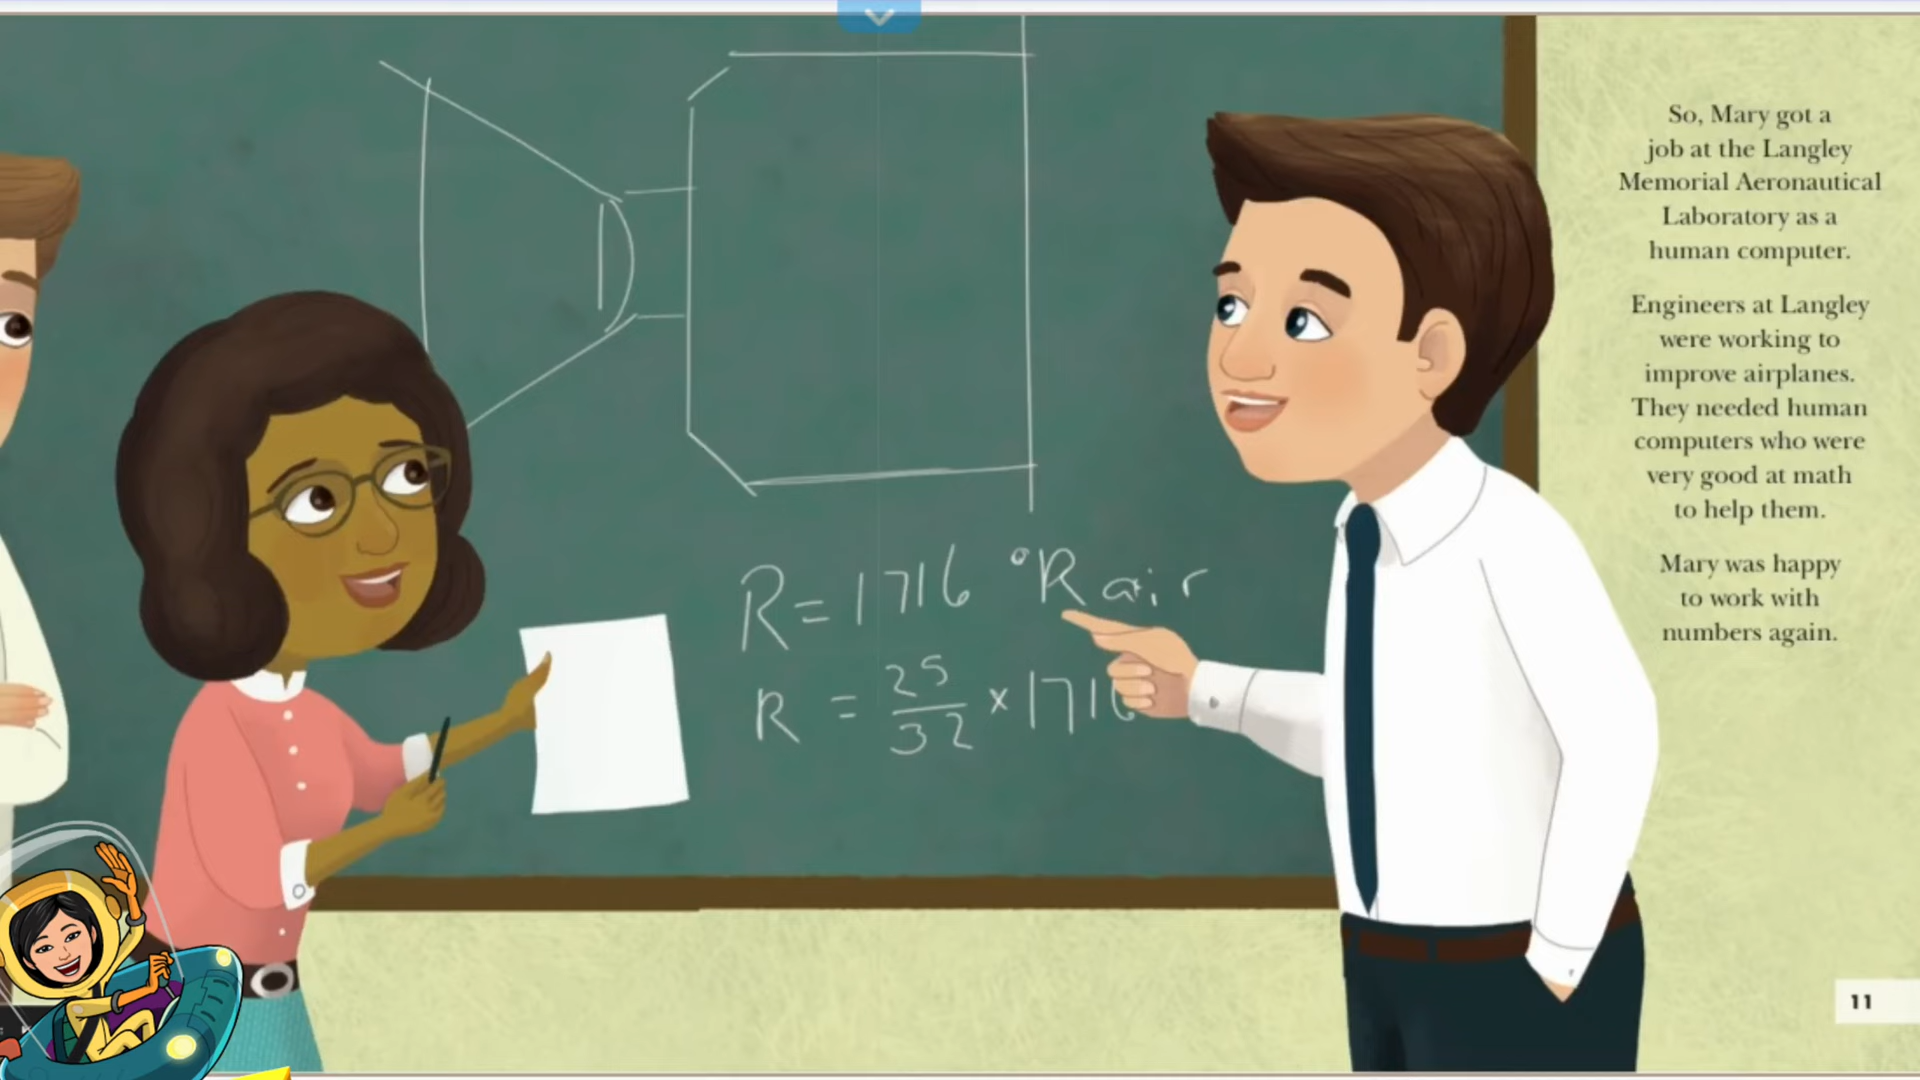 R = 1716 °R air
R = 25/32 × 1716
So, Mary got a
job at the Langley
Memorial Aeronautical
Laboratory as a
human computer.
Engineers at Langley
were working to
improve airplanes.
They needed human
computers who were
very good at math
to help them.
Mary was happy
to work with
numbers again.
11